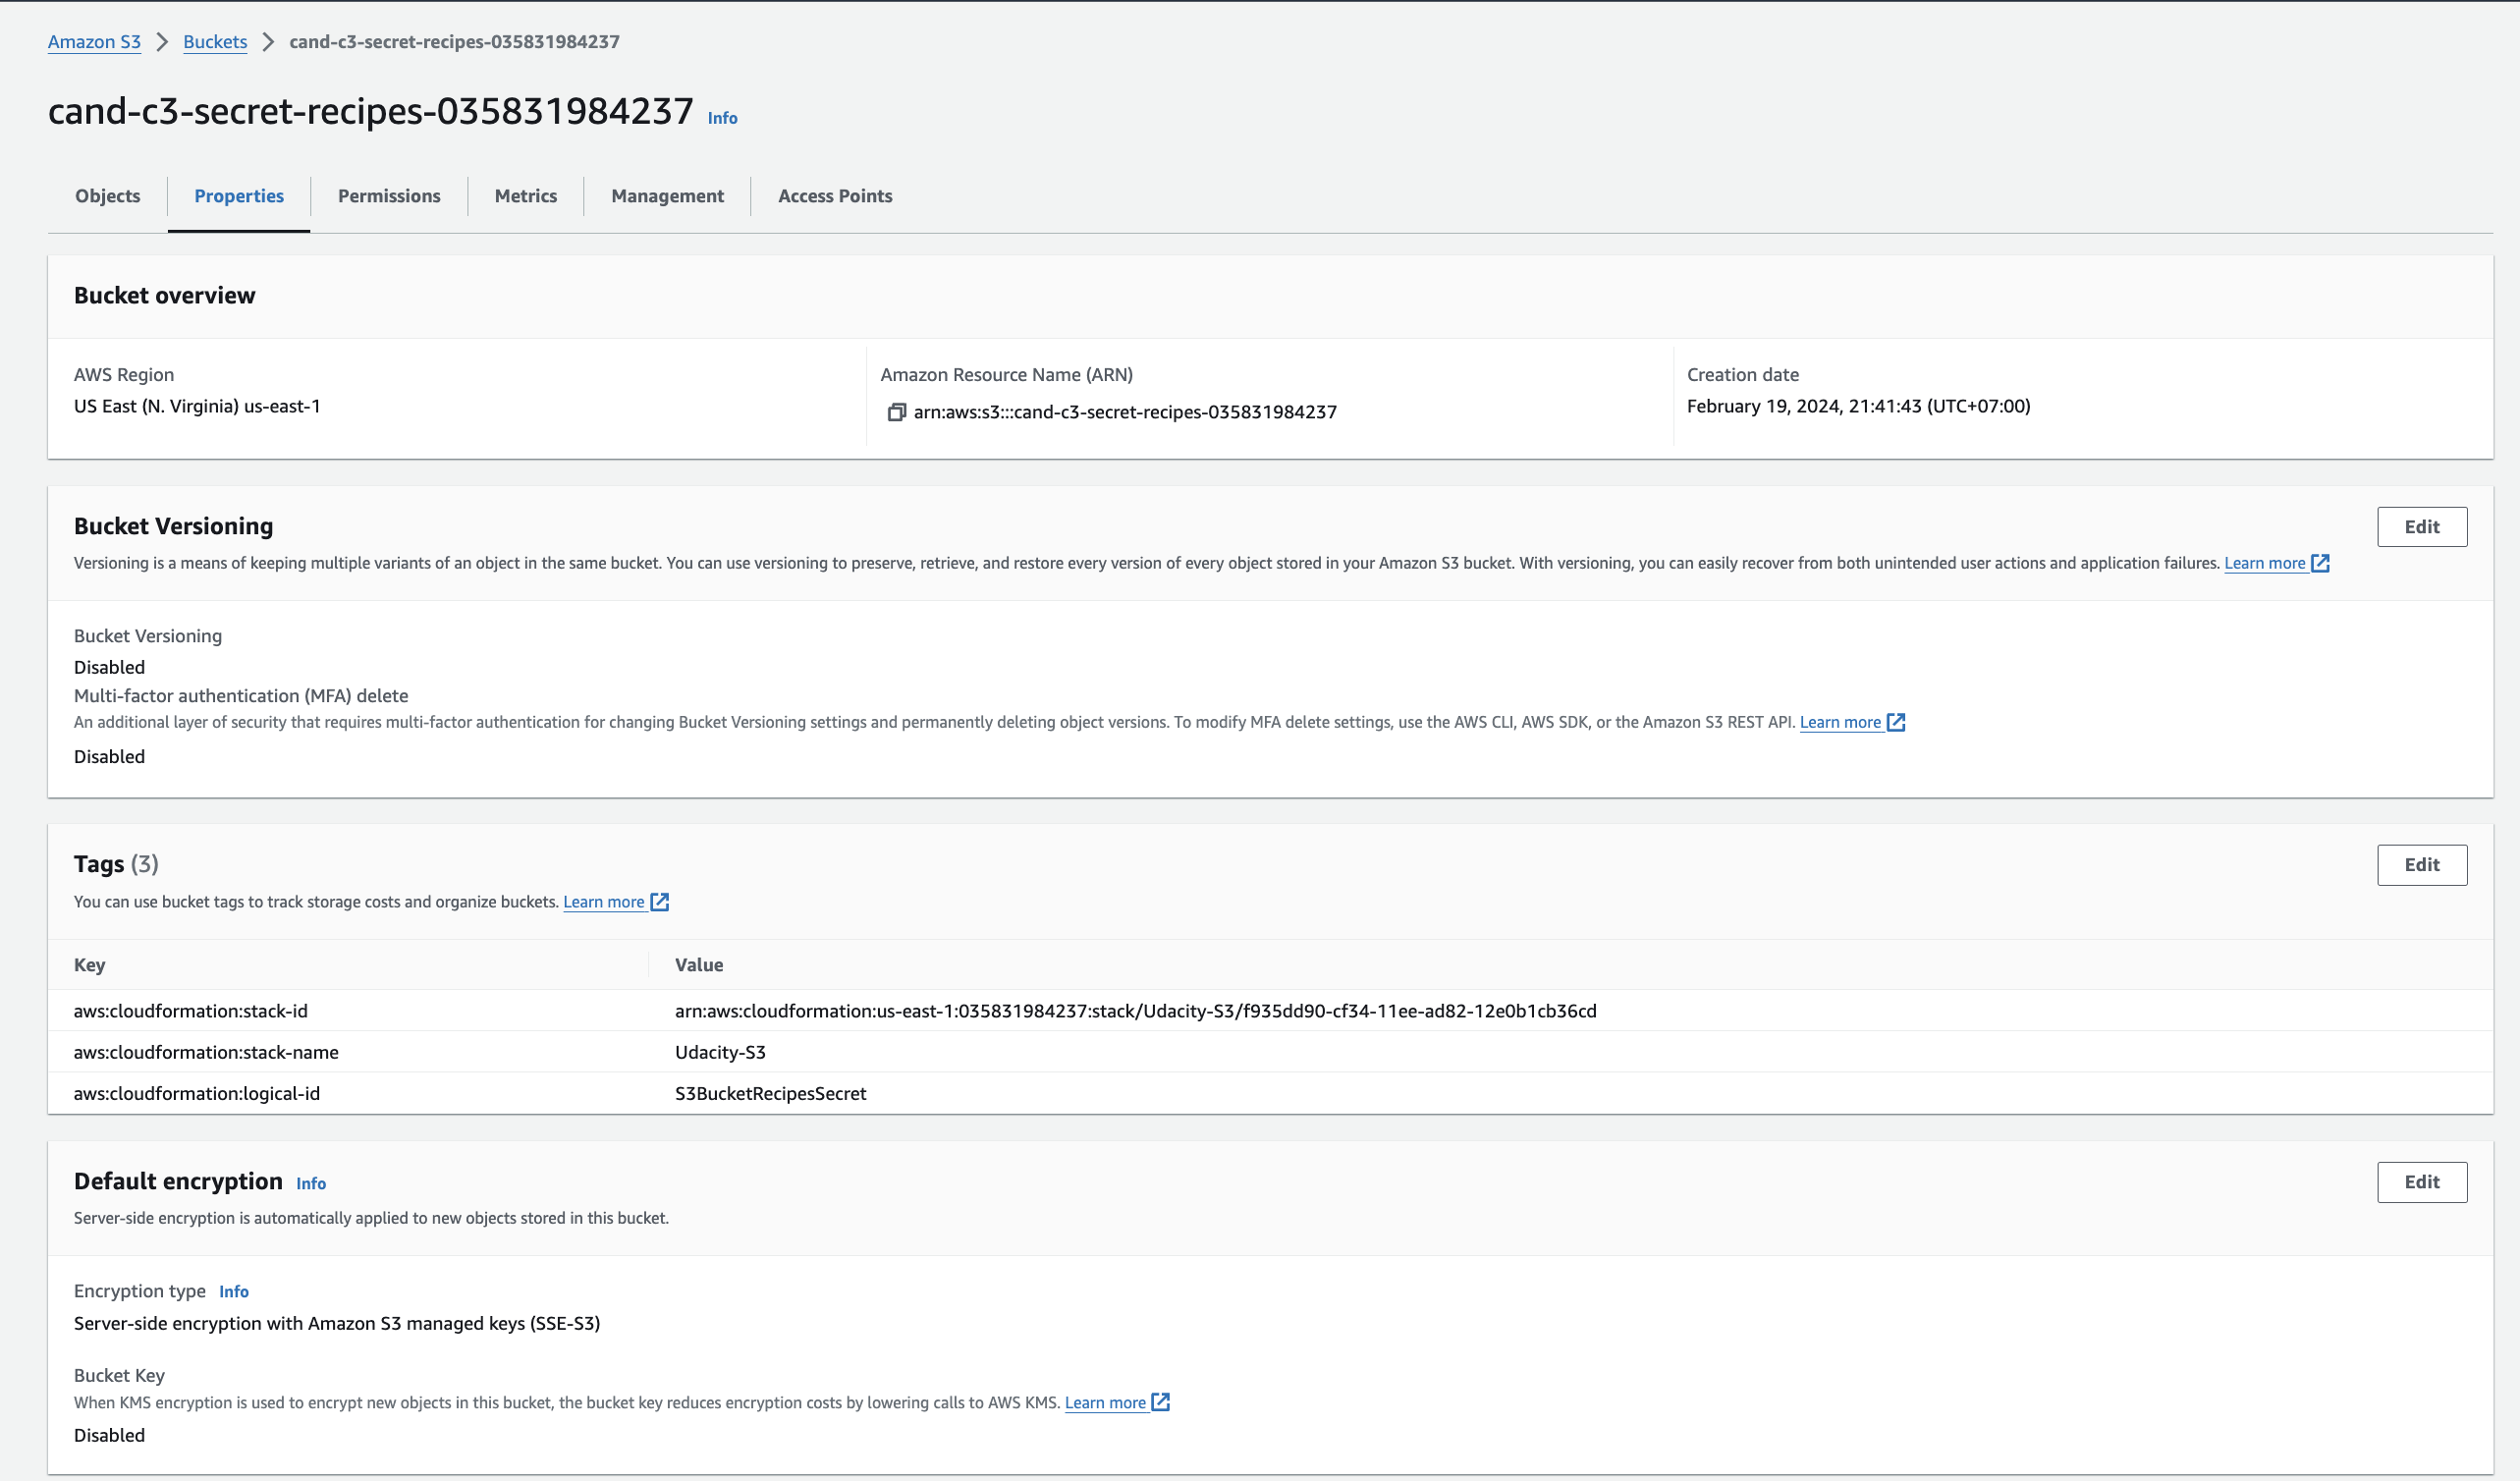 Amazon S3 > Buckets > cand-c3-secret-recipes-035831984237
cand-c3-secret-recipes-035831984237 Info
Objects Properties Permissions Metrics Management Access Points
Bucket overview
AWS Region Amazon Resource Name (ARN) Creation date
US East (N. Virginia) us-east-1 arn:aws:s3:::cand-c3-secret-recipes-035831984237 February 19, 2024, 21:41:43 (UTC+07:00)
Bucket Versioning Edit
Versioning is a means of keeping multiple variants of an object in the same bucket. You can use versioning to preserve, retrieve, and restore every version of every object stored in your Amazon S3 bucket. With versioning, you can easily recover from both unintended user actions and application failures. Learn more
Bucket Versioning
Disabled
Multi-factor authentication (MFA) delete
An additional layer of security that requires multi-factor authentication for changing Bucket Versioning settings and permanently deleting object versions. To modify MFA delete settings, use the AWS CLI, AWS SDK, or the Amazon S3 REST API. Learn more
Disabled
Tags (3) Edit
You can use bucket tags to track storage costs and organize buckets. Learn more
Key Value
aws:cloudformation:stack-id arn:aws:cloudformation:us-east-1:035831984237:stack/Udacity-S3/f935dd90-cf34-11ee-ad82-12e0b1cb36cd
aws:cloudformation:stack-name Udacity-S3
aws:cloudformation:logical-id S3BucketRecipesSecret
Default encryption Info Edit
Server-side encryption is automatically applied to new objects stored in this bucket.
Encryption type Info
Server-side encryption with Amazon S3 managed keys (SSE-S3)
Bucket Key
When KMS encryption is used to encrypt new objects in this bucket, the bucket key reduces encryption costs by lowering calls to AWS KMS. Learn more
Disabled